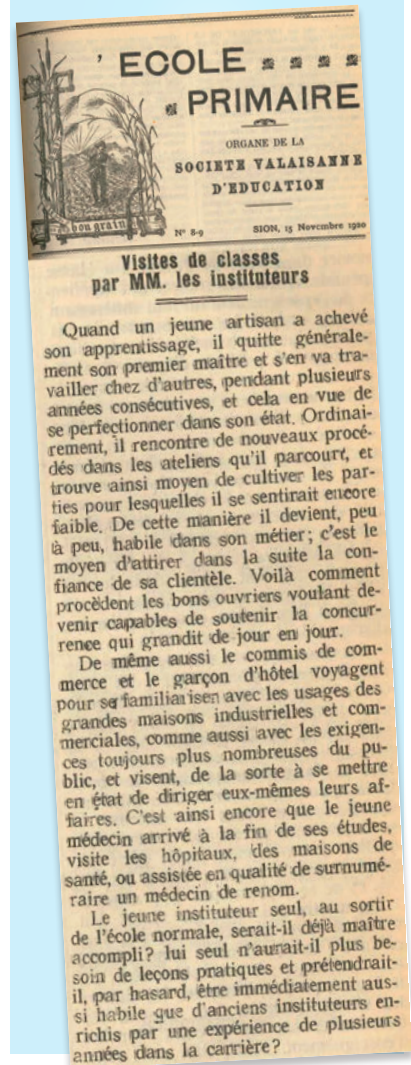 ' ECOLE
PRIMAIRE
ORGANE DE LA
SOCIETE VALAISANNE
D'EDUCATION
bon grain
N° 8-9 SION, 15 Novembre 1920
Visites de classes
par MM. les instituteurs
Quand un jeune artisan a achevé
son apprentissage, il quitte générale-
ment son premier maître et s'en va tra-
vailler chez d'autres, pendant plusieurs
années consécutives, et cela en vue de
se perfectionner dans son état. Ordinai-
rement, il rencontre de nouveaux procé-
dés dans les ateliers qu'il parcourt, et
trouve ainsi moyen de cultiver les par-
ties pour lesquelles il se sentirait encore
faible. De cette manière il devient, peu
à peu, habile dans son métier; c'est le
moyen d'attirer dans la suite la con-
fiance de sa clientèle. Voilà comment
procèdent les bons ouvriers voulant de-
venir capables de soutenir la concur-
rence qui grandit de jour en jour.
De même aussi le commis de com-
merce et le garçon d'hôtel voyagent
pour se familiarisen avec les usages des
grandes maisons industrielles et com-
merciales, comme aussi avec les exigen-
ces toujours plus nombreuses du pu-
blic, et visent, de la sorte à se mettre
en état de diriger eux-mêmes leurs af-
faires. C'est ainsi encore que le jeune
médecin arrivé à la fin de ses études,
visite les hôpitaux, des maisons de
santé, ou assistée en qualité de surnumé-
raire un médecin de renom.
Le jeune instituteur seul, au sortir
de l'école normale, serait-il déjà maître
accompli? lui seul n'aurait-il plus be-
soin de leçons pratiques et prétendrait-
il, par hasard, être immédiatement aus-
si habile que d'anciens instituteurs en-
richis par une expérience de plusieurs
années dans la carrière?